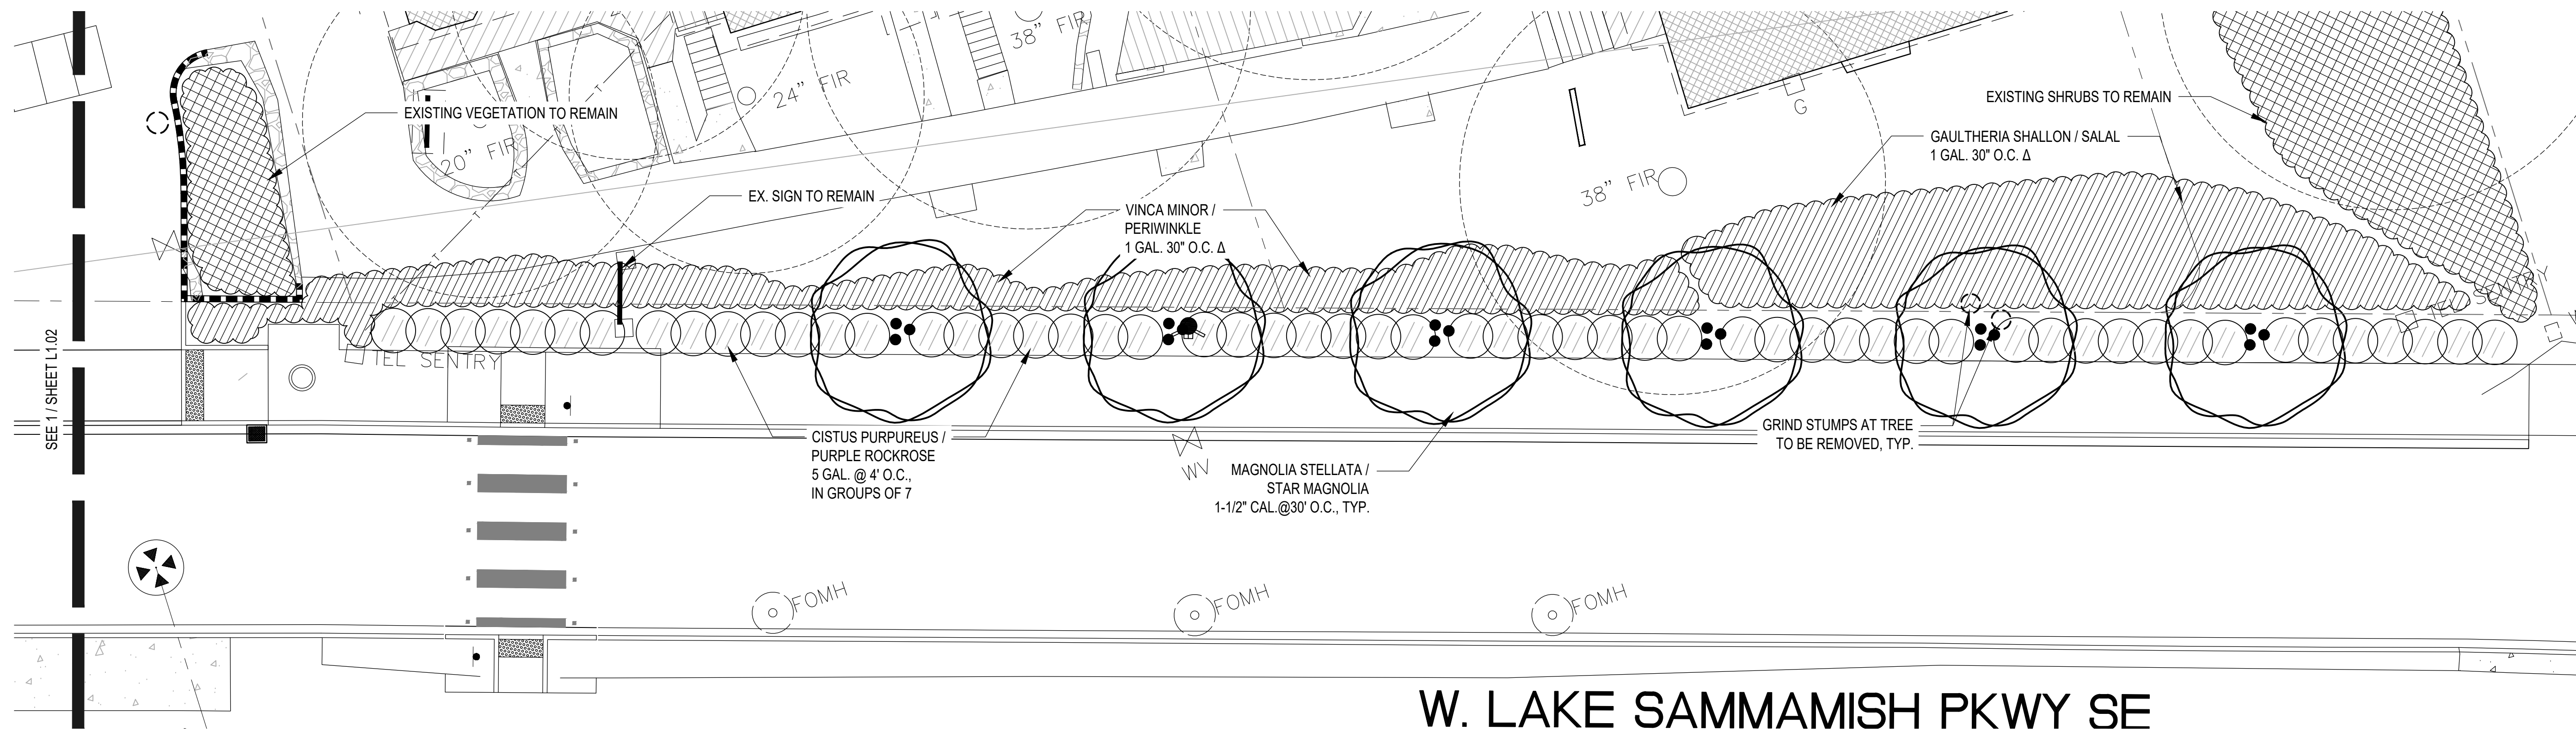 38" FIR
24" FIR
EXISTING VEGETATION TO REMAIN
20" FIR
G
EXISTING SHRUBS TO REMAIN
GAULTHERIA SHALLON / SALAL
1 GAL. 30" O.C. Δ
38" FIR
EX. SIGN TO REMAIN
VINCA MINOR /
PERIWINKLE
1 GAL. 30" O.C. Δ
T
T
T
TEL SENTRY
TEL SENTRY
SEE 1 / SHEET L1.02
CISTUS PURPUREUS /
PURPLE ROCKROSE
5 GAL. @ 4' O.C.,
IN GROUPS OF 7
WV
MAGNOLIA STELLATA /
STAR MAGNOLIA
1-1/2" CAL.@30' O.C., TYP.
GRIND STUMPS AT TREE
TO BE REMOVED, TYP.
FOMH
FOMH
FOMH
W. LAKE SAMMAMISH PKWY SE